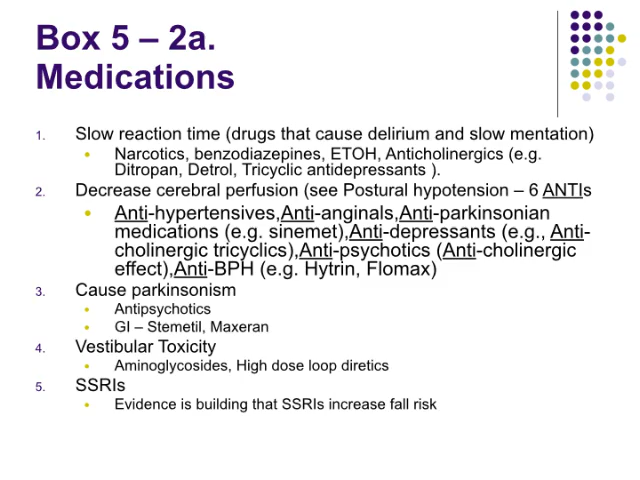 Box 5 – 2a.
Medications
1. Slow reaction time (drugs that cause delirium and slow mentation)
• Narcotics, benzodiazepines, ETOH, Anticholinergics (e.g.
Ditropan, Detrol, Tricyclic antidepressants ).
2. Decrease cerebral perfusion (see Postural hypotension – 6 ANTIs
• Anti-hypertensives,Anti-anginals,Anti-parkinsonian
medications (e.g. sinemet),Anti-depressants (e.g., Anti-
cholinergic tricyclics),Anti-psychotics (Anti-cholinergic
effect),Anti-BPH (e.g. Hytrin, Flomax)
3. Cause parkinsonism
• Antipsychotics
• GI – Stemetil, Maxeran
4. Vestibular Toxicity
• Aminoglycosides, High dose loop diretics
5. SSRIs
• Evidence is building that SSRIs increase fall risk